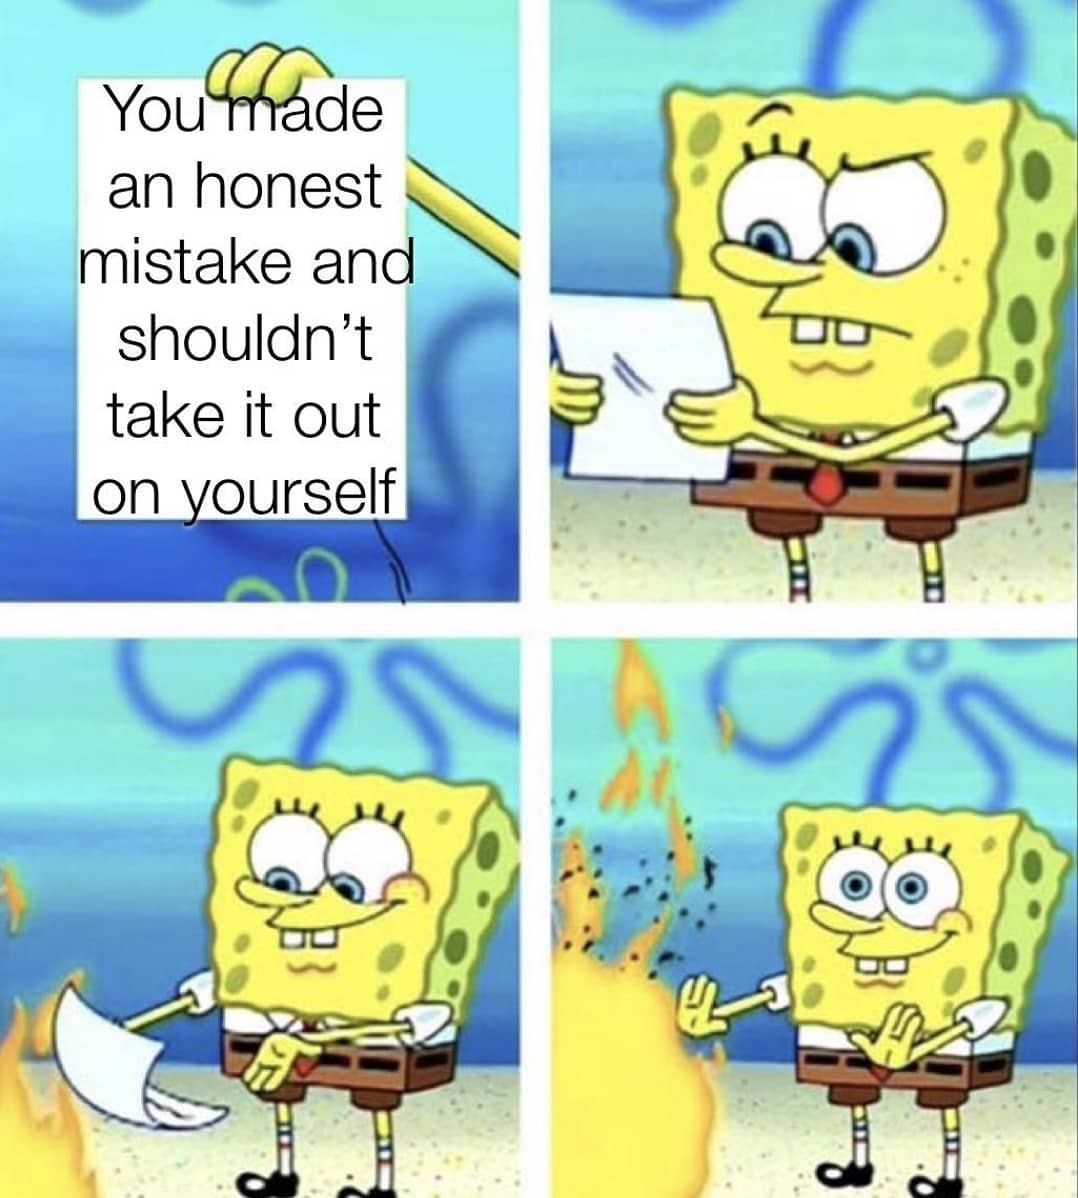 You made
an honest
mistake and
shouldn’t
take it out
on yourself